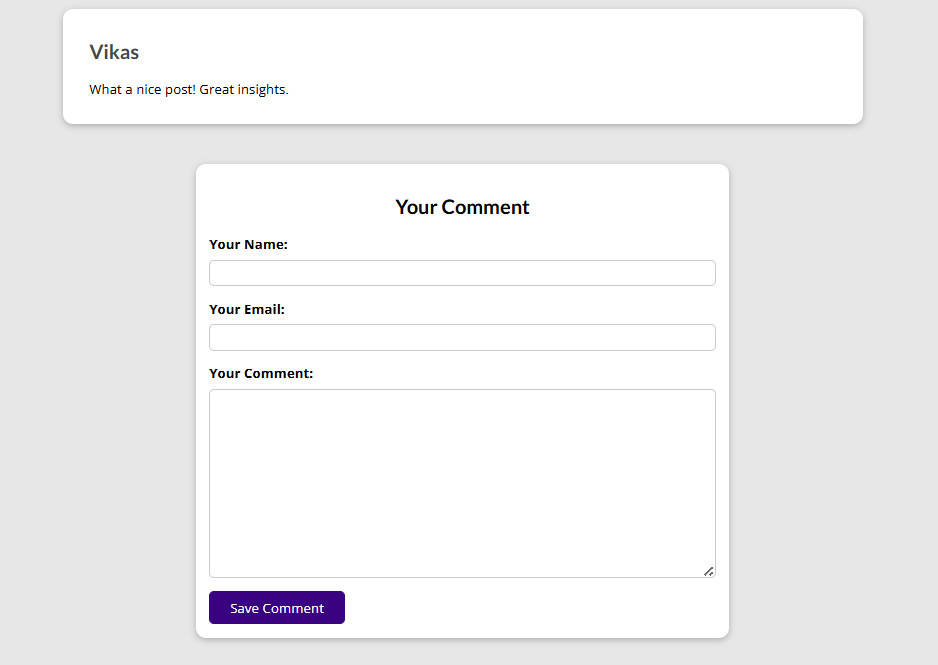 Vikas
What a nice post! Great insights.
Your Comment
Your Name:
Your Email:
Your Comment:
Save Comment